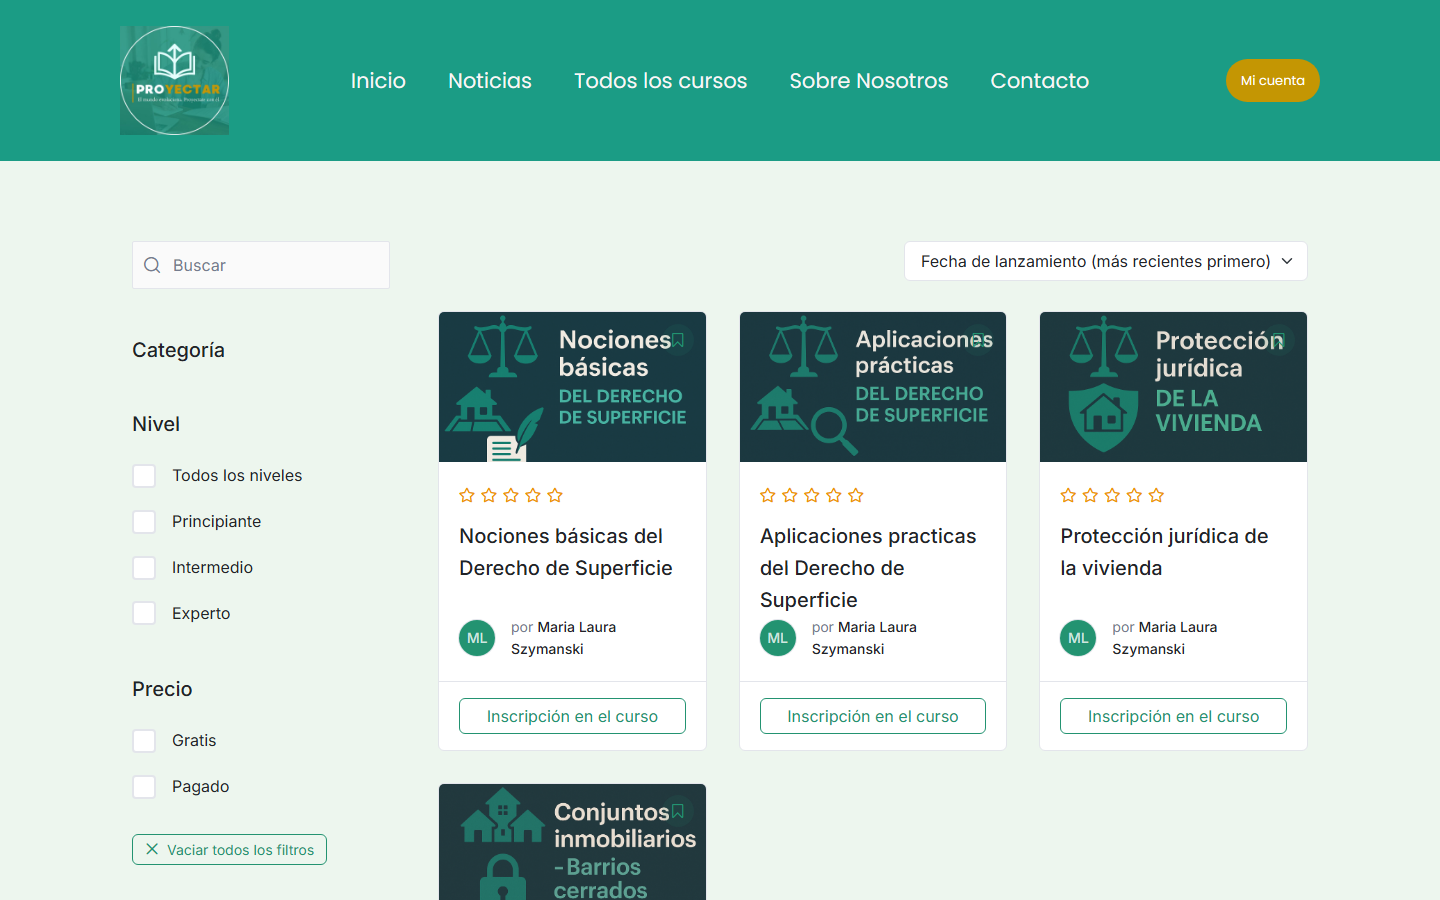 PROYECTAR
Inicio
Noticias
Todos los cursos
Sobre Nosotros
Contacto
Mi cuenta
Buscar
Fecha de lanzamiento (más recientes primero)
Categoría
Nivel
Todos los niveles
Principiante
Intermedio
Experto
Precio
Gratis
Pagado
Vaciar todos los filtros
Nociones
básicas
DEL DERECHO
DE SUPERFICIE
Nociones básicas del
Derecho de Superficie
ML
por Maria Laura
Szymanski
Inscripción en el curso
Aplicaciones
prácticas
DEL DERECHO
DE SUPERFICIE
Aplicaciones practicas
del Derecho de
Superficie
ML
por Maria Laura
Szymanski
Inscripción en el curso
Protección
jurídica
DE LA
VIVIENDA
Protección jurídica de
la vivienda
ML
por Maria Laura
Szymanski
Inscripción en el curso
Conjuntos
inmobiliarios
-Barrios
cerrados